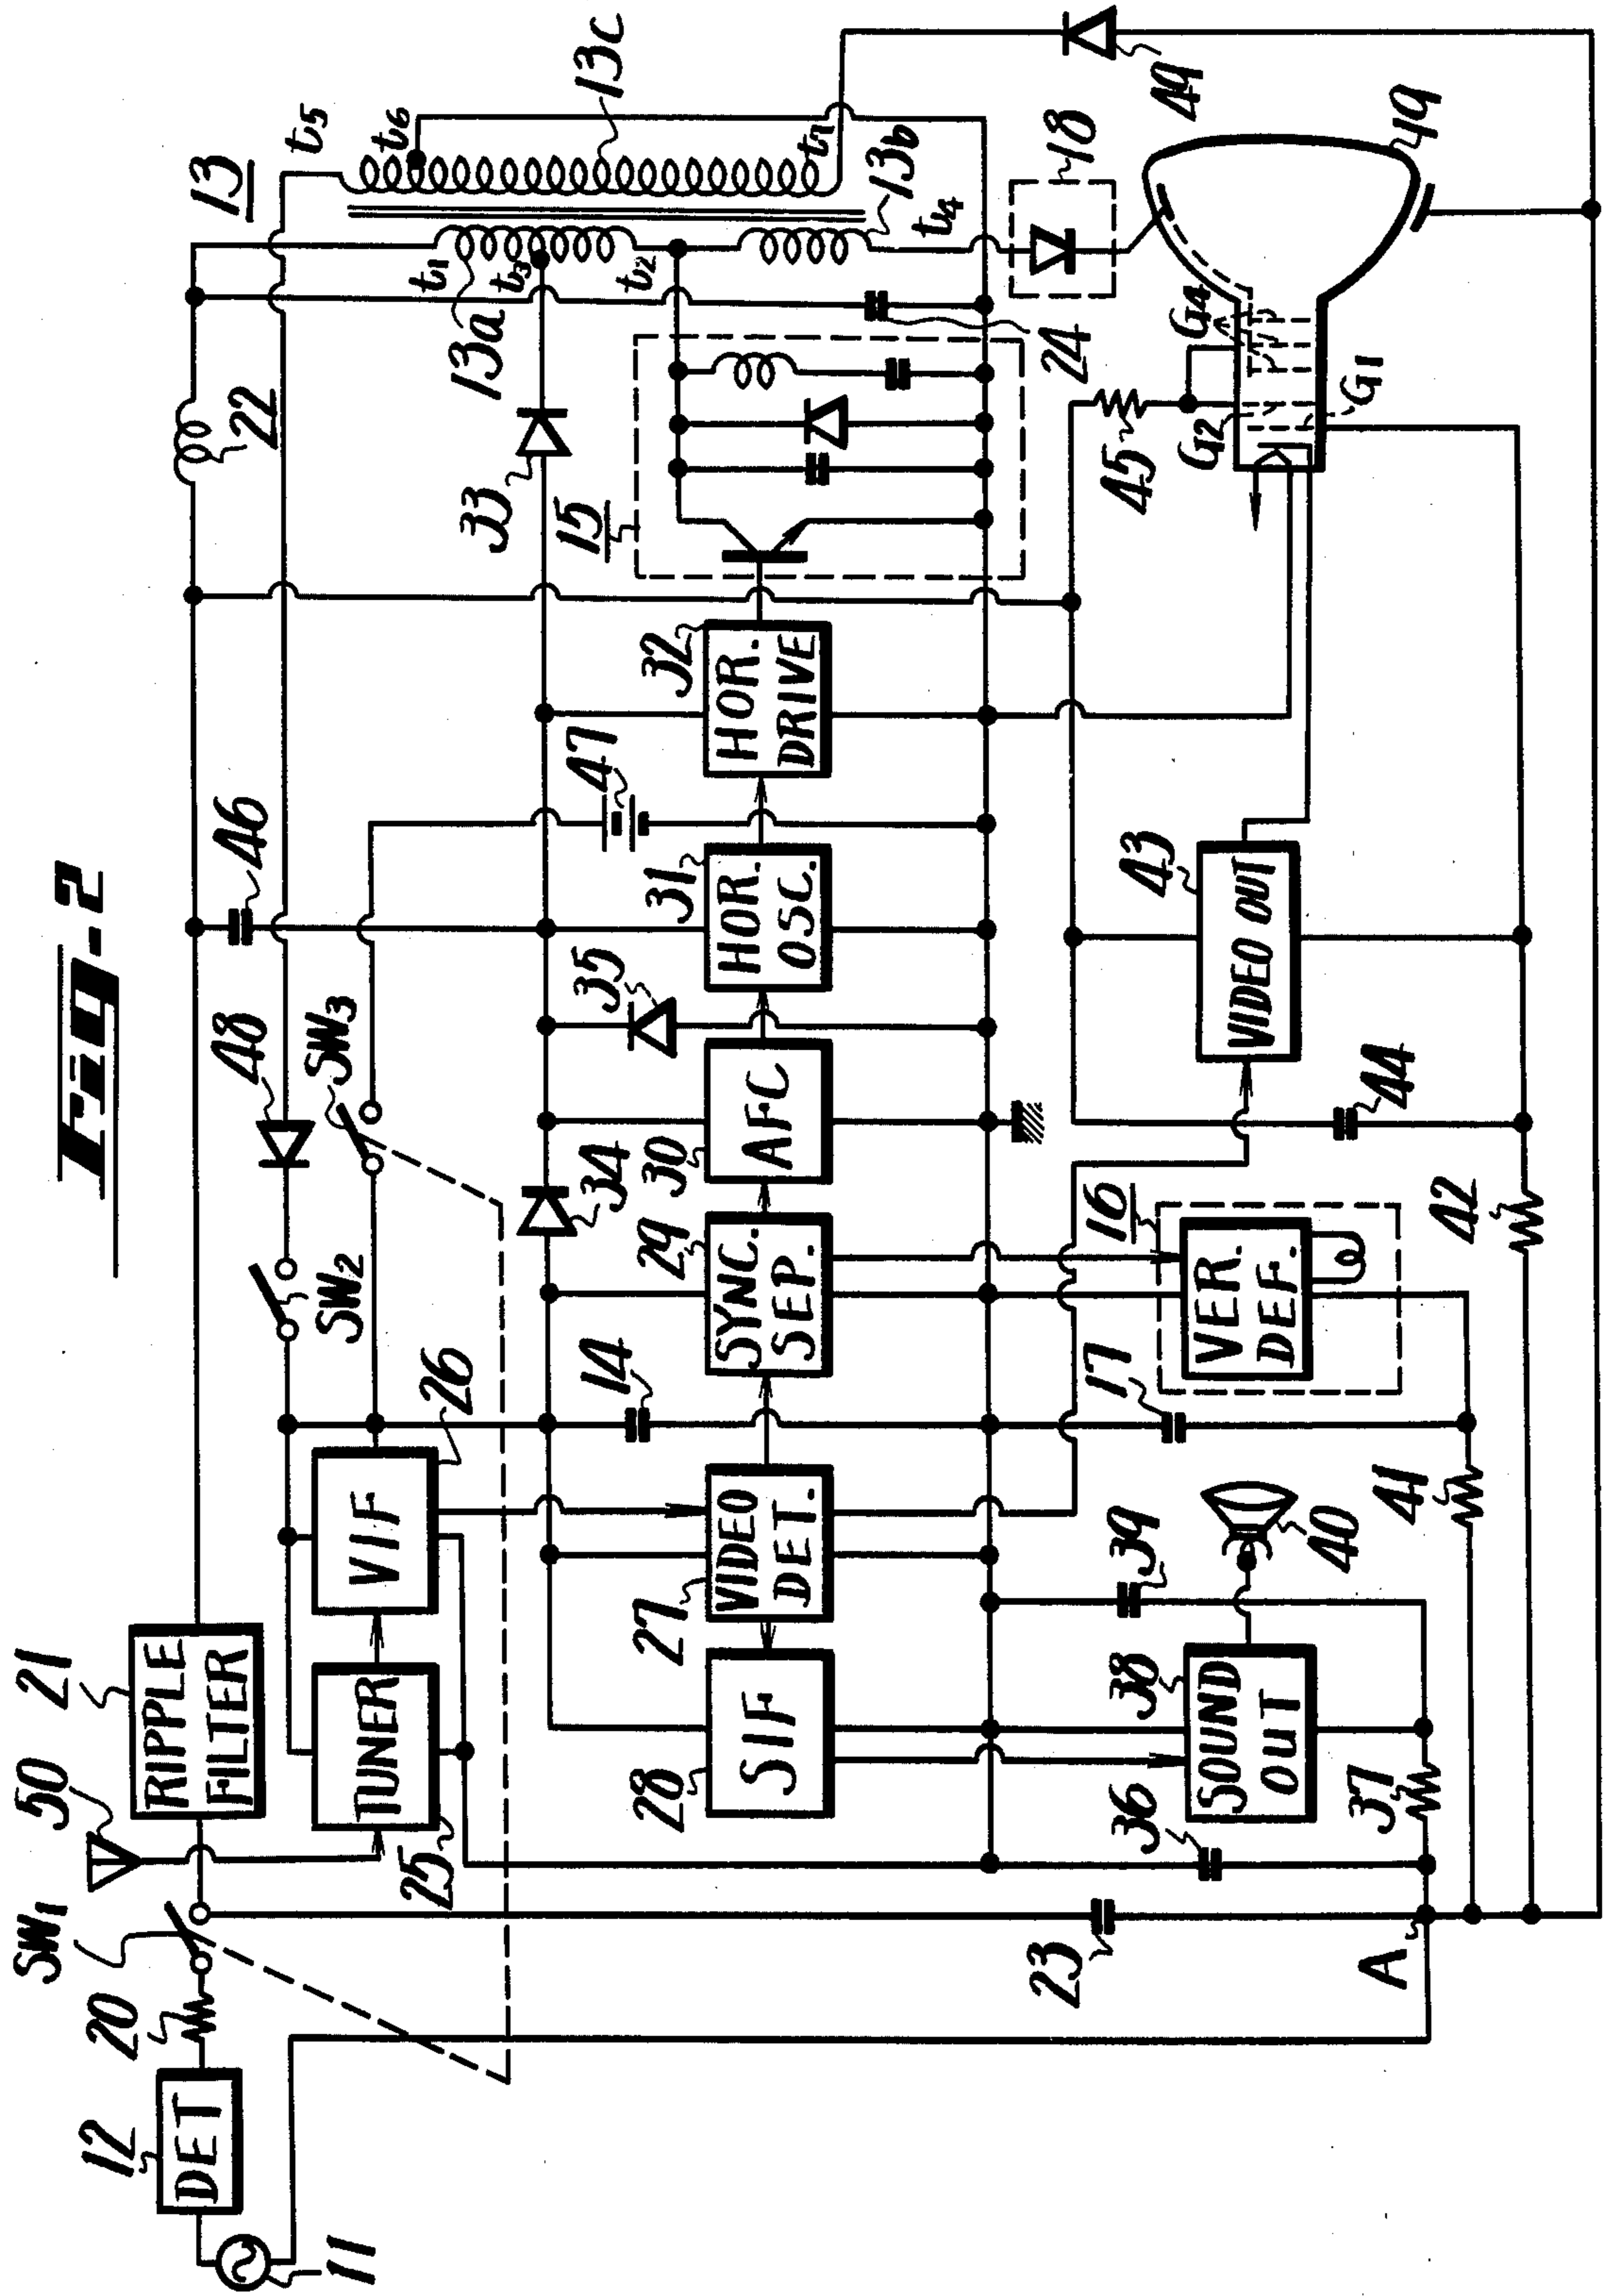 Fig-2
11
12
DET
20
SW1
50
21
RIPPLE
FILTER
46
22
13
t5
t6
13c
48
SW2
SW3
t1
t3
t2
13a
t7
13b
t4
25
TUNER
26
VIF
47
33
34
35
15
24
18
49
14
28
SIF
27
VIDEO
DET.
29
SYNC.
SEP.
30
AFC
31
HOR.
OSC.
32
HOR.
DRIVE
45
G2
G4
G1
49
36
38
SOUND
OUT
39
40
17
16
VER.
DEF.
44
43
VIDEO OUT
23
A
37
41
42